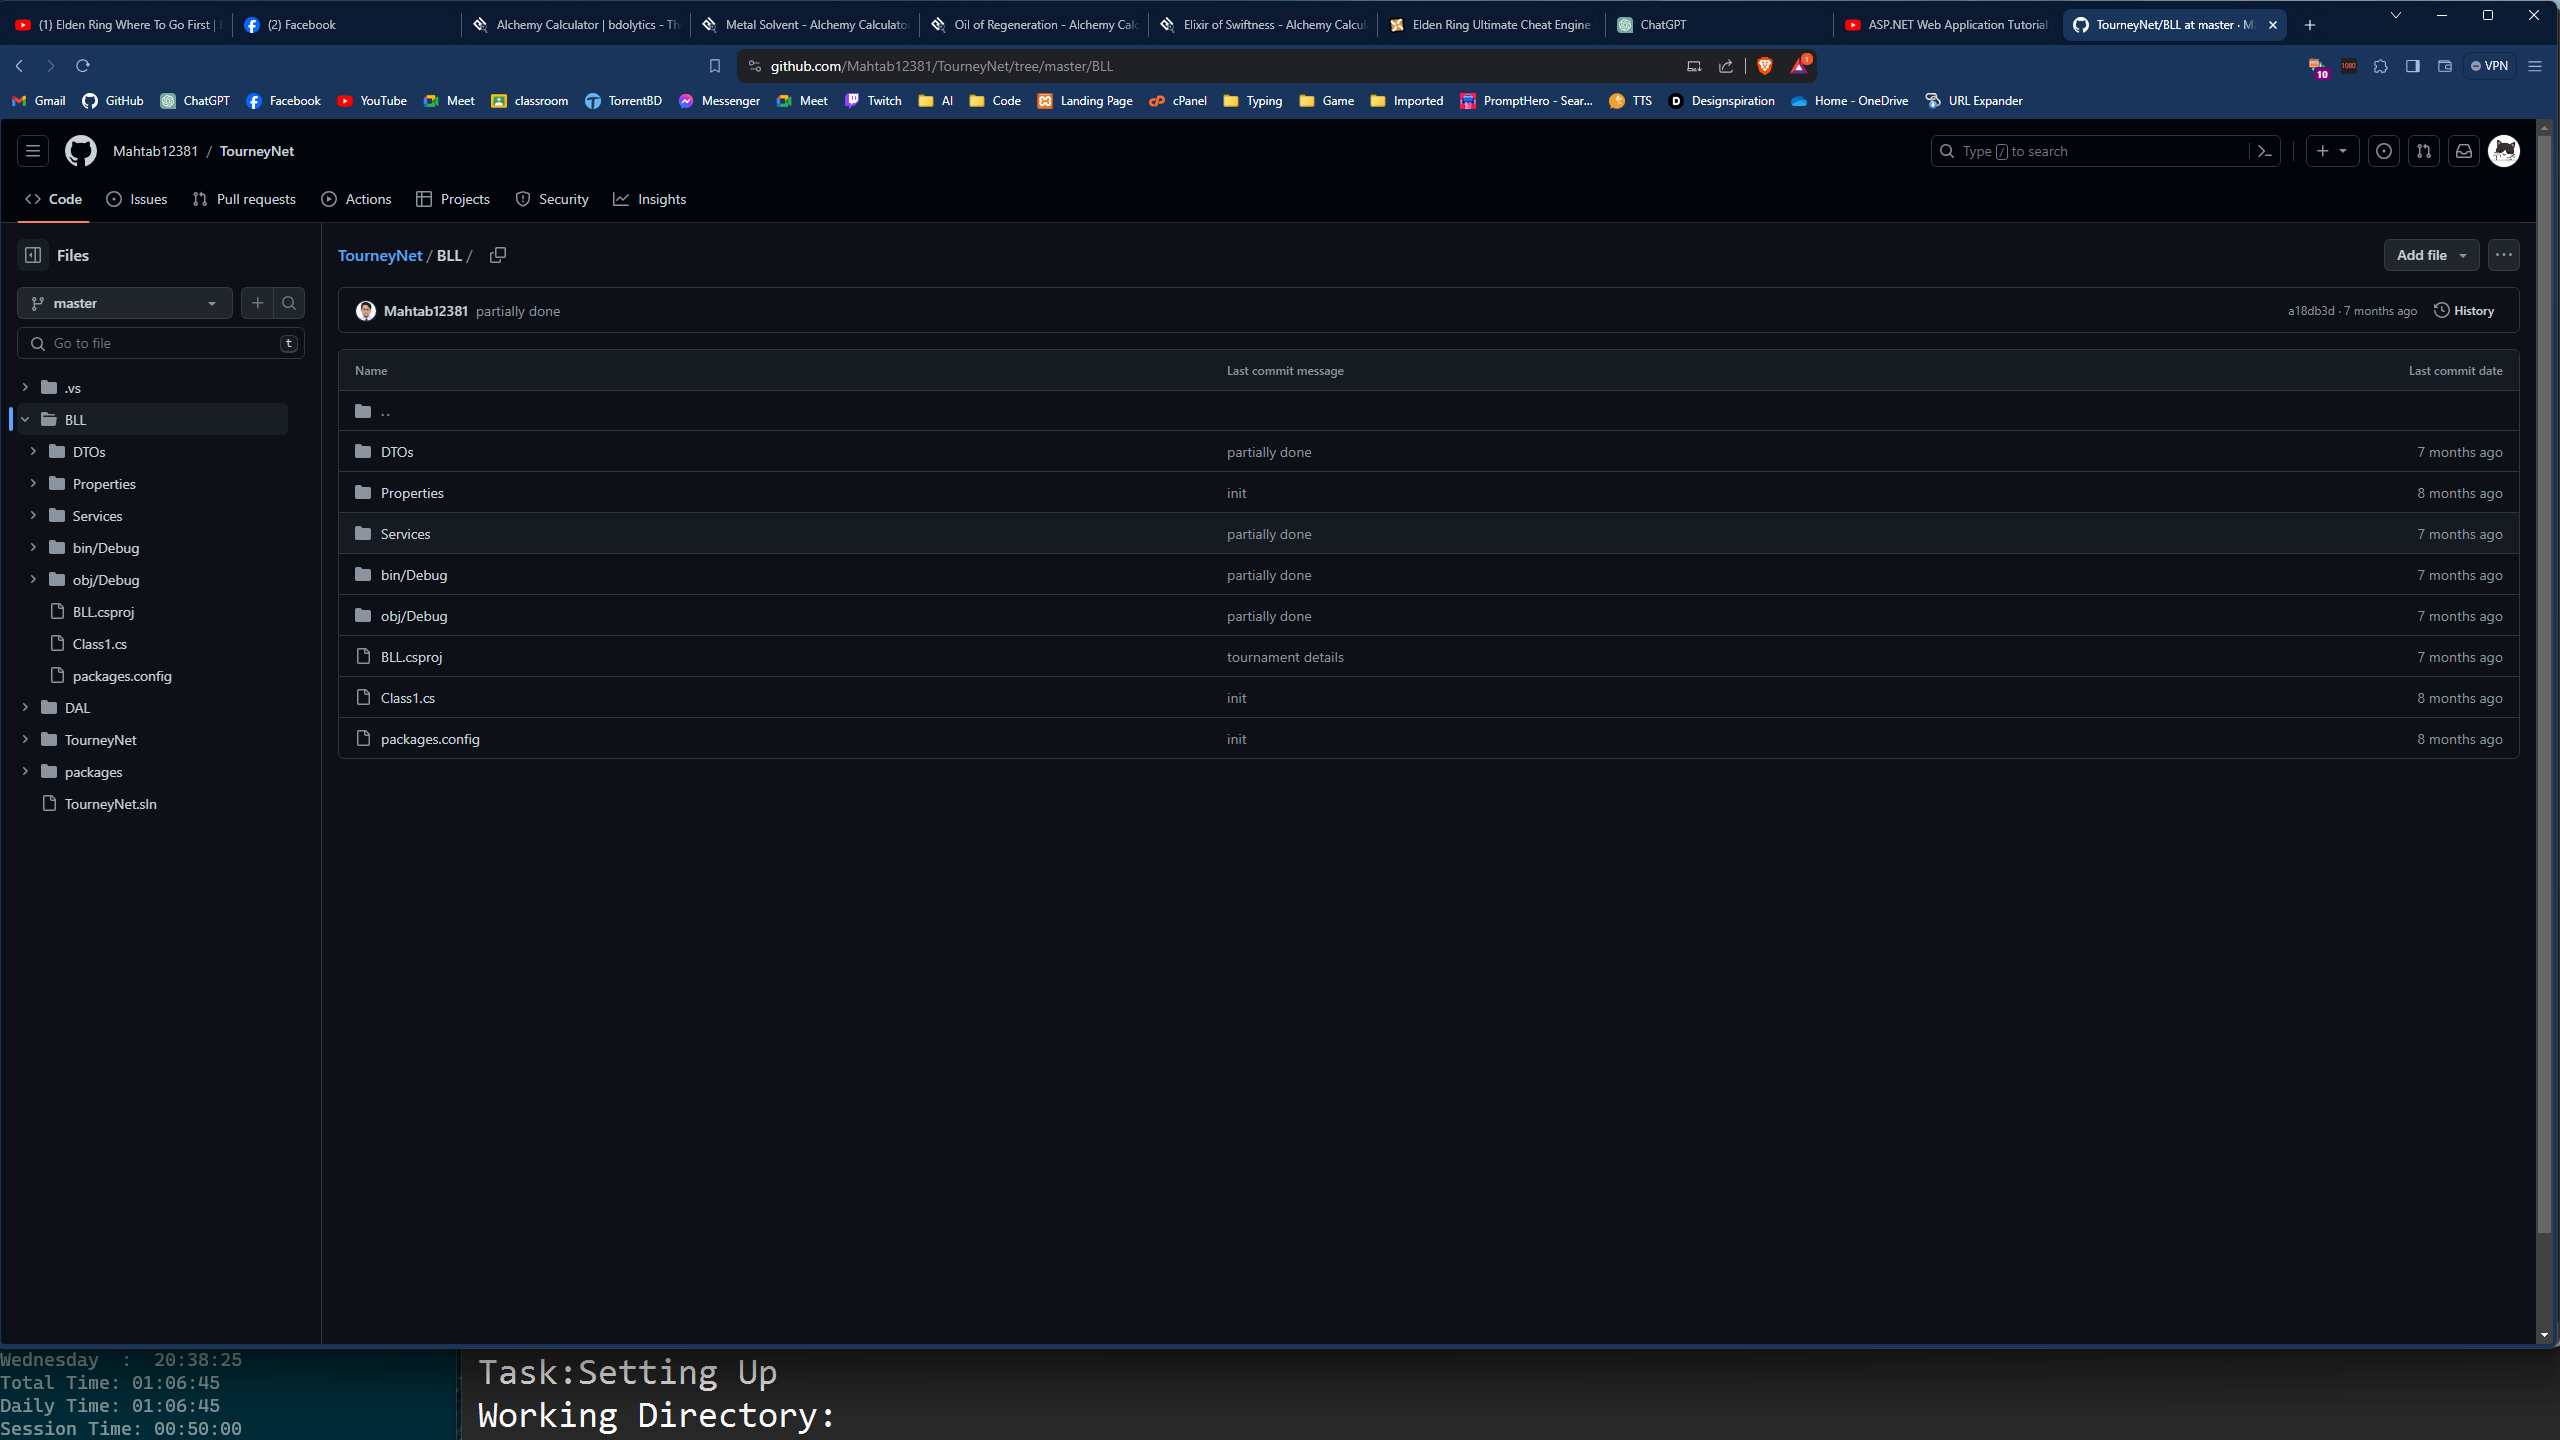 (1) Elden Ring Where To Go First |
(2) Facebook
Alchemy Calculator | bdolytics - Th
Metal Solvent - Alchemy Calculator
Oil of Regeneration - Alchemy Calc
Elixir of Swiftness - Alchemy Calcul
Elden Ring Ultimate Cheat Engine
ChatGPT
ASP.NET Web Application Tutorial
TourneyNet/BLL at master · M
github.com/Mahtab12381/TourneyNet/tree/master/BLL
1
10
1080
VPN
Gmail GitHub ChatGPT Facebook YouTube Meet classroom TorrentBD Messenger Meet Twitch AI Code Landing Page cPanel Typing Game Imported PromptHero - Sear... TTS Designspiration Home - OneDrive URL Expander
Mahtab12381 / TourneyNet
Type / to search
Code Issues Pull requests Actions Projects Security Insights
Files
master
Go to file
t
.vs
BLL
DTOs
Properties
Services
bin/Debug
obj/Debug
BLL.csproj
Class1.cs
packages.config
DAL
TourneyNet
packages
TourneyNet.sln
TourneyNet / BLL /
Add file
Mahtab12381 partially done
a18db3d · 7 months ago History
Name Last commit message Last commit date
..
DTOs partially done 7 months ago
Properties init 8 months ago
Services partially done 7 months ago
bin/Debug partially done 7 months ago
obj/Debug partially done 7 months ago
BLL.csproj tournament details 7 months ago
Class1.cs init 8 months ago
packages.config init 8 months ago
Wednesday : 20:38:25
Total Time: 01:06:45
Daily Time: 01:06:45
Session Time: 00:50:00
Task:Setting Up
Working Directory: